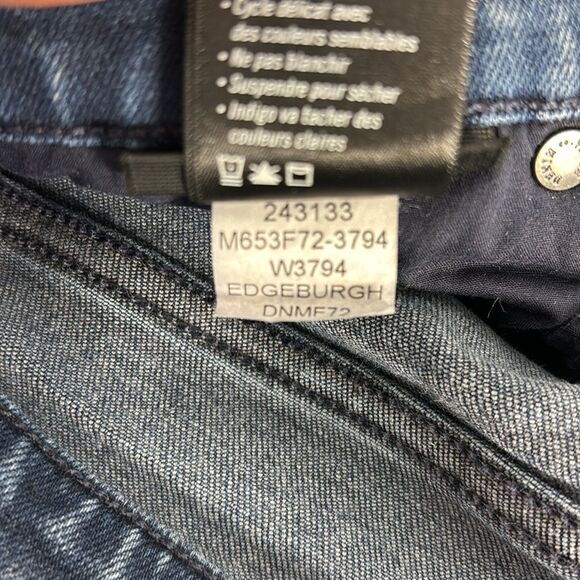 • Cycle délicat avec
des couleurs semblables
• Ne pas blanchir
• Suspendre pour sécher
• Indigo va tacher des
couleurs claires
243133
M653F72-3794
W3794
EDGEBURGH
DNMF72